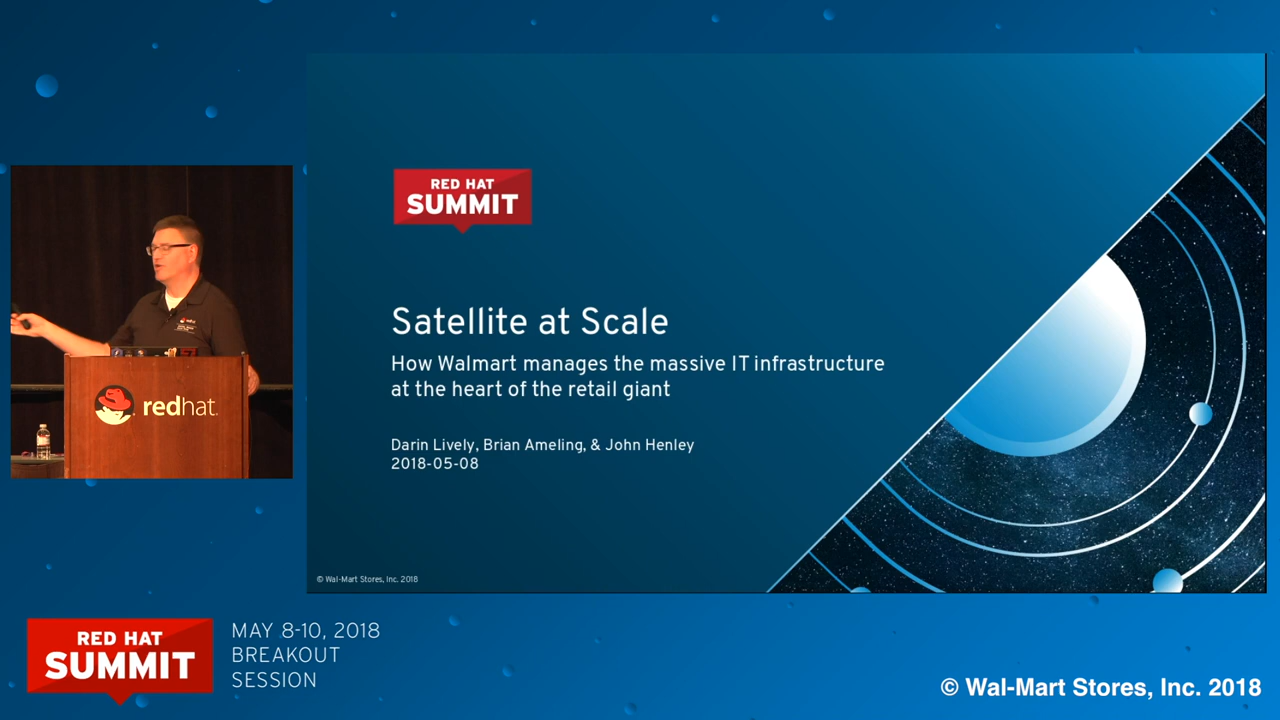 RED HAT
SUMMIT
Satellite at Scale
How Walmart manages the massive IT infrastructure
at the heart of the retail giant
Darin Lively, Brian Ameling, & John Henley
2018-05-08
© Wal-Mart Stores, Inc. 2018
redhat.
RED HAT
SUMMIT
MAY 8-10, 2018
BREAKOUT
SESSION
© Wal-Mart Stores, Inc. 2018